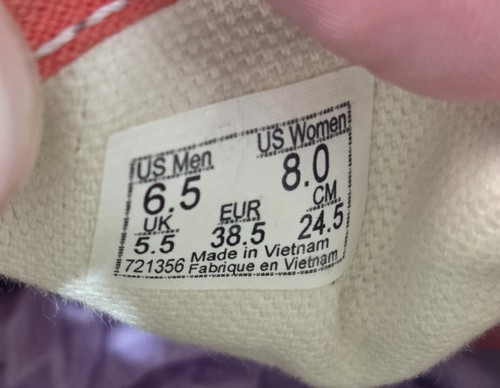 US Men US Women
6.5 8.0
UK EUR CM
5.5 38.5 24.5
721356 Made in Vietnam
Fabrique en Vietnam